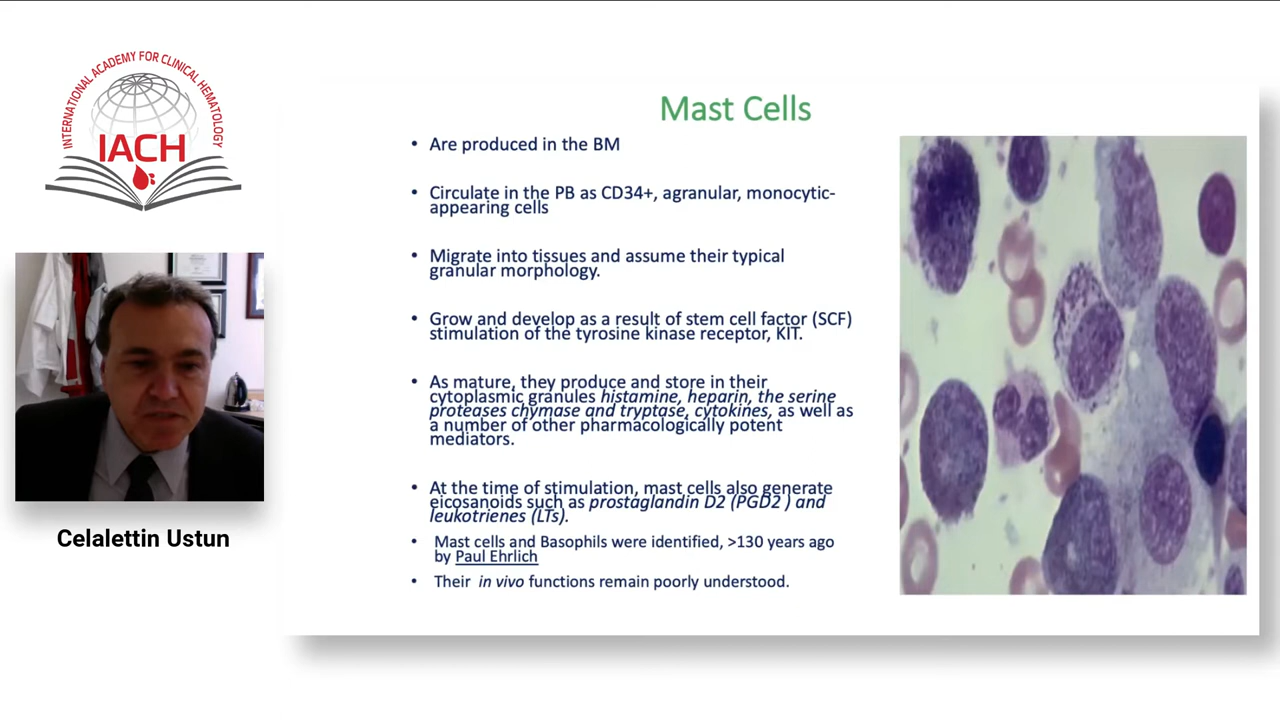 INTERNATIONAL ACADEMY FOR CLINICAL HEMATOLOGY
IACH
Celalettin Ustun
Mast Cells
• Are produced in the BM
• Circulate in the PB as CD34+, agranular, monocytic-
appearing cells
• Migrate into tissues and assume their typical
granular morphology.
• Grow and develop as a result of stem cell factor (SCF)
stimulation of the tyrosine kinase receptor, KIT.
• As mature, they produce and store in their
cytoplasmic granules histamine, heparin, the serine
proteases chymase and tryptase, cytokines, as well as
a number of other pharmacologically potent
mediators.
• At the time of stimulation, mast cells also generate
eicosanoids such as prostaglandin D2 (PGD2 ) and
leukotrienes (LTs).
• Mast cells and Basophils were identified, >130 years ago
by Paul Ehrlich
• Their in vivo functions remain poorly understood.